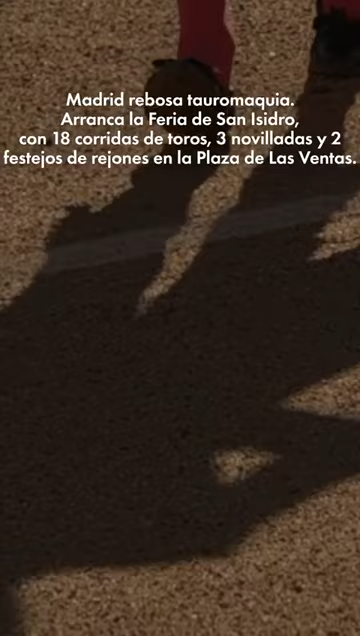 Madrid rebosa tauromaquia.
Arranca la Feria de San Isidro,
con 18 corridas de toros, 3 novilladas y 2
festejos de rejones en la Plaza de Las Ventas.